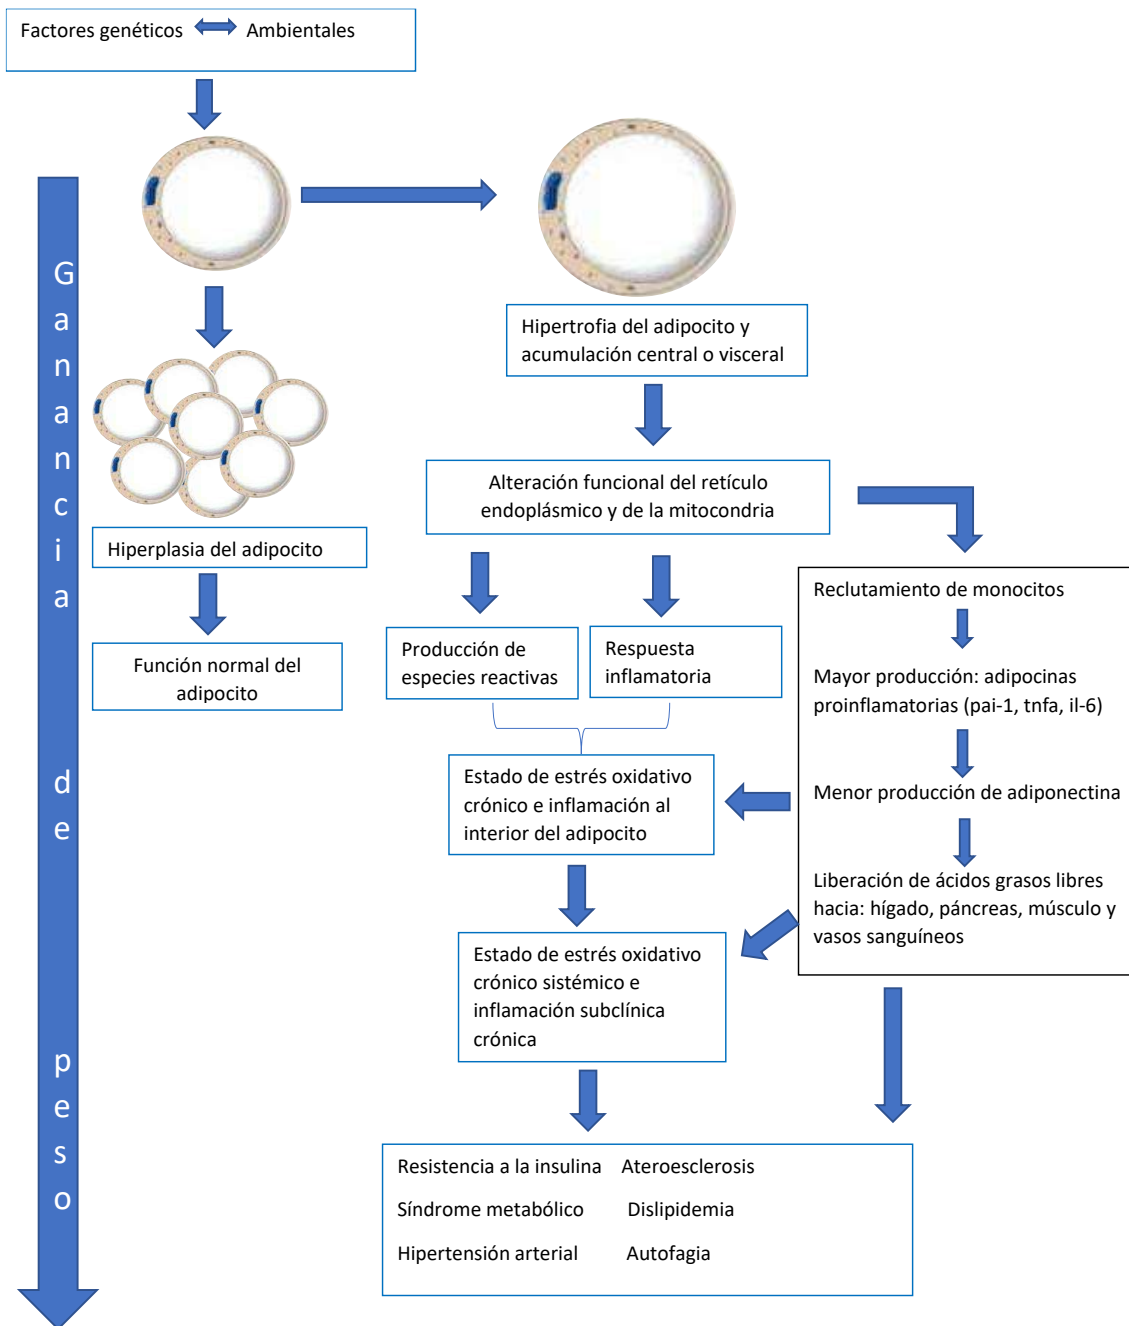 Factores genéticos Ambientales
Ganancia de peso
Hipertrofia del adipocito y
acumulación central o visceral
Alteración funcional del retículo
endoplásmico y de la mitocondria
Hiperplasia del adipocito
Función normal del
adipocito
Producción de
especies reactivas
Respuesta
inflamatoria
Reclutamiento de monocitos
Mayor producción: adipocinas
proinflamatorias (pai-1, tnfa, il-6)
Menor producción de adiponectina
Liberación de ácidos grasos libres
hacia: hígado, páncreas, músculo y
vasos sanguíneos
Estado de estrés oxidativo
crónico e inflamación al
interior del adipocito
Estado de estrés oxidativo
crónico sistémico e
inflamación subclínica
crónica
Resistencia a la insulina Ateroesclerosis
Síndrome metabólico Dislipidemia
Hipertensión arterial Autofagia